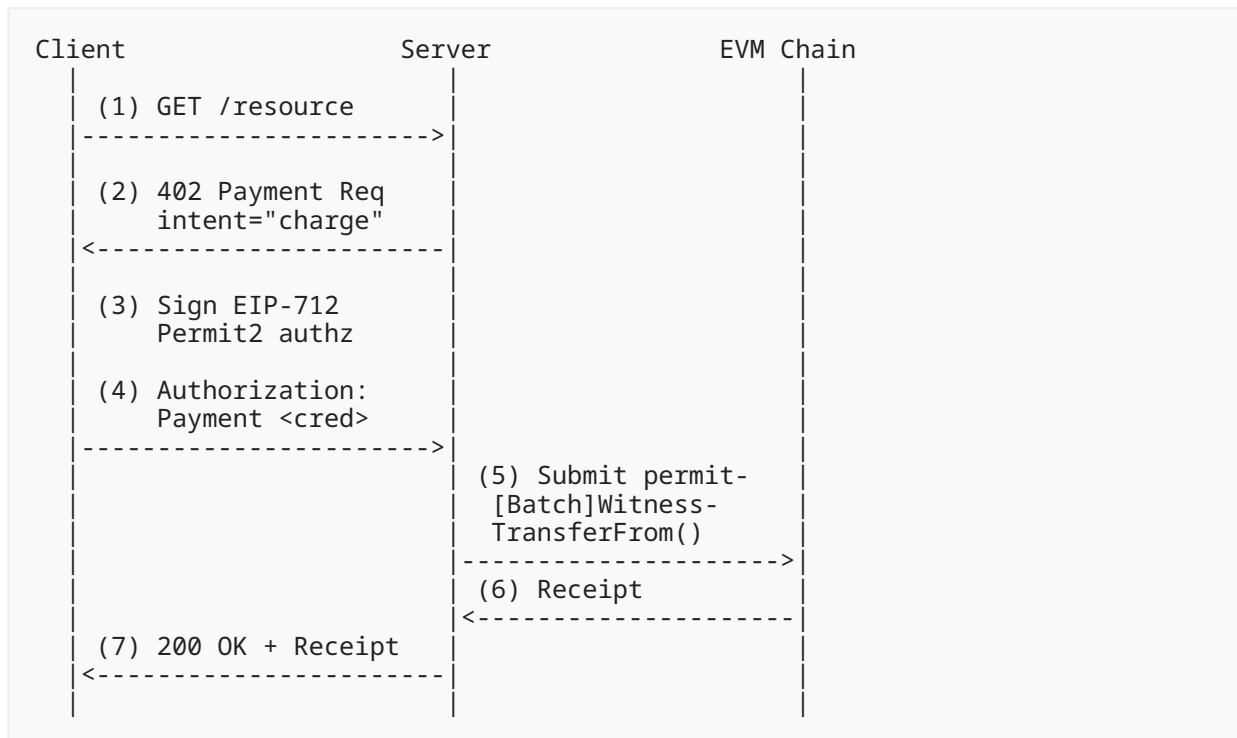 Client Server EVM Chain
(1) GET /resource
----------------------->
(2) 402 Payment Req
intent="charge"
<-----------------------
(3) Sign EIP-712
Permit2 authz
(4) Authorization:
Payment <cred>
----------------------->
(5) Submit permit-
[Batch]Witness-
TransferFrom()
--------------------->
(6) Receipt
<---------------------
(7) 200 OK + Receipt
<-----------------------